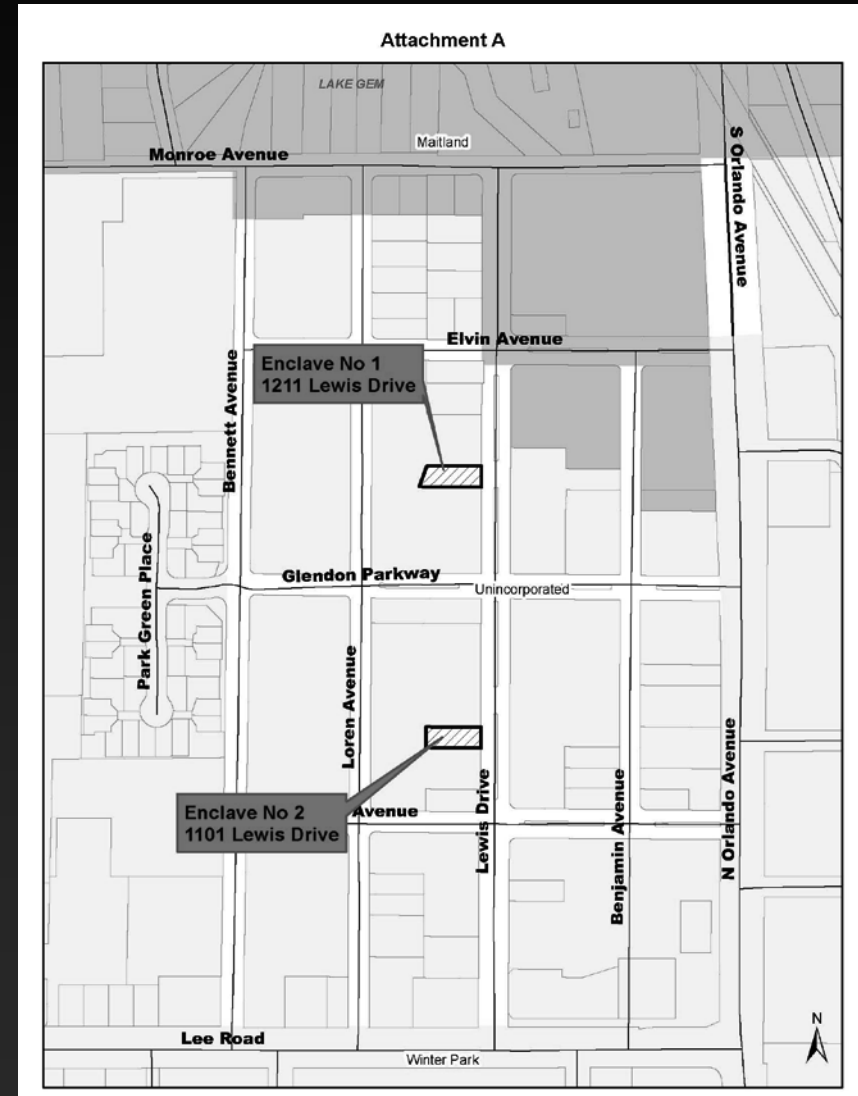 Attachment A
LAKE GEM
Maitland
Monroe Avenue
S Orlando Avenue
Elvin Avenue
Enclave No 1
1211 Lewis Drive
Bennett Avenue
Glendon Parkway
Unincorporated
Park Green Place
Loren Avenue
Enclave No 2
1101 Lewis Drive
Avenue
Lewis Drive
Benjamin Avenue
N Orlando Avenue
Lee Road
Winter Park
N